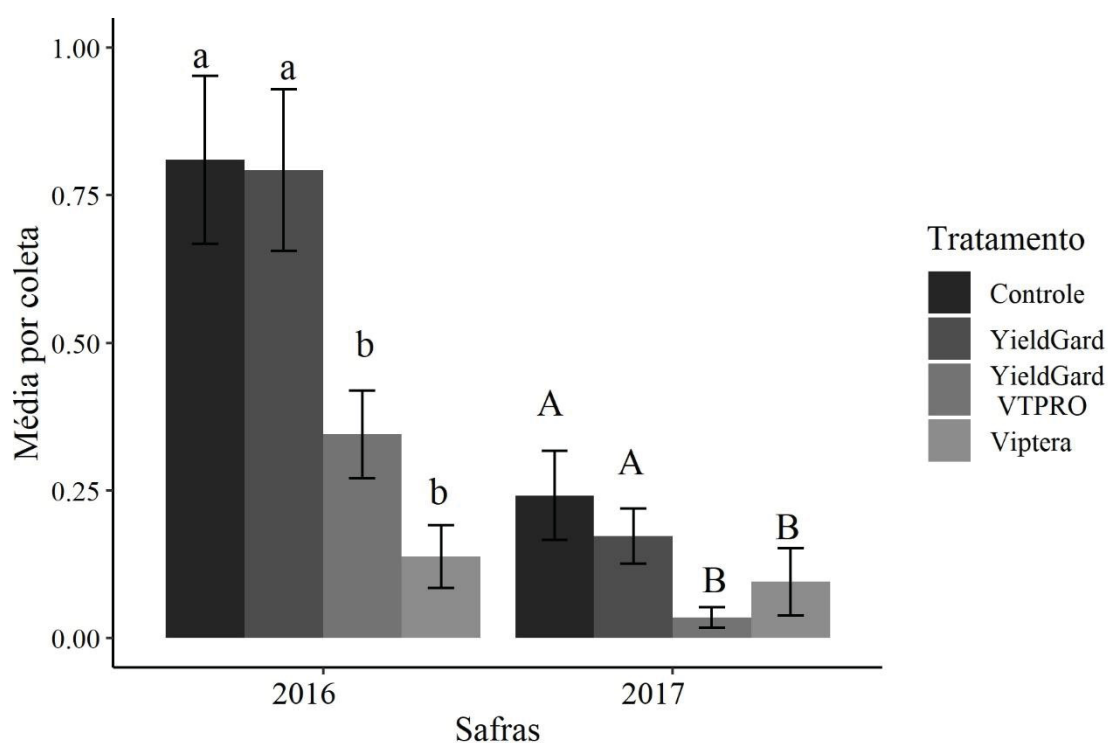 1.00
0.75
0.50
0.25
0.00
Média por coleta
a
a
b
b
A
A
B
B
2016
2017
Safras
Tratamento
Controle
YieldGard
YieldGard
VTPRO
Viptera